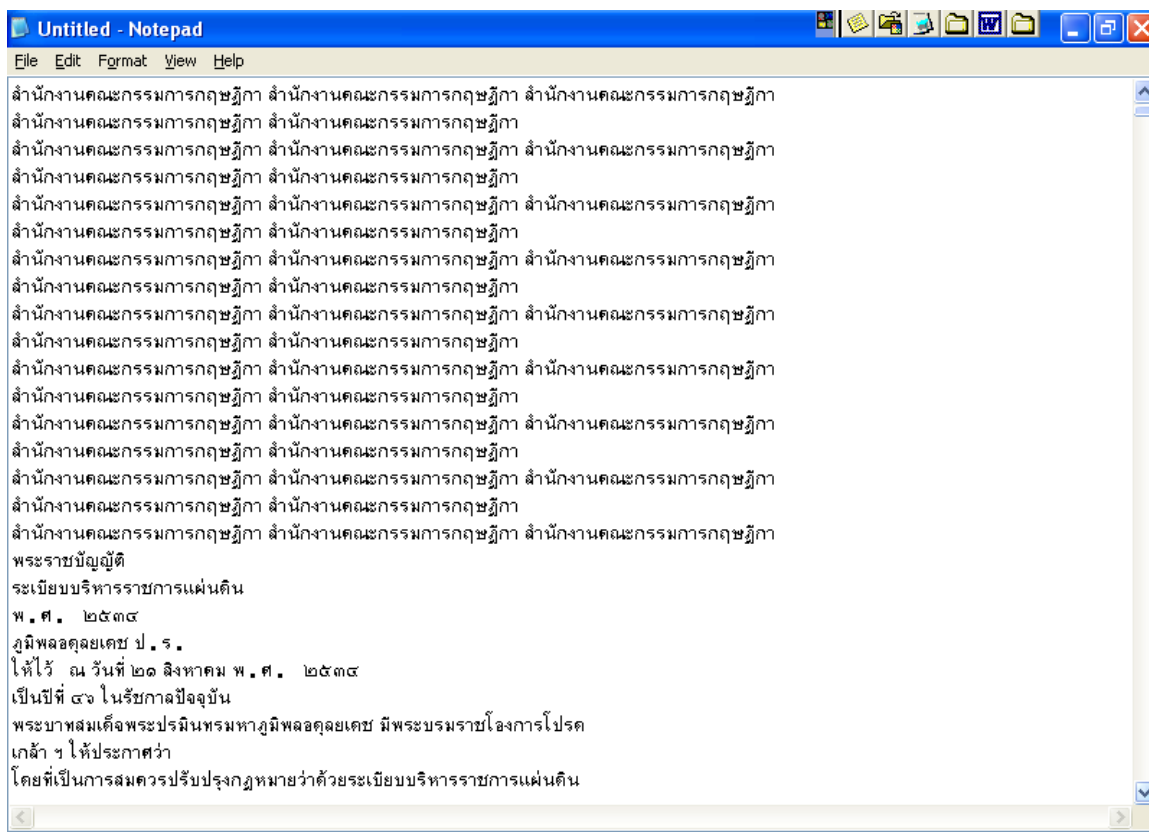 Untitled - Notepad
File Edit Format View Help
สำนักงานคณะกรรมการกฤษฎีกา สำนักงานคณะกรรมการกฤษฎีกา สำนักงานคณะกรรมการกฤษฎีกา
สำนักงานคณะกรรมการกฤษฎีกา สำนักงานคณะกรรมการกฤษฎีกา
สำนักงานคณะกรรมการกฤษฎีกา สำนักงานคณะกรรมการกฤษฎีกา สำนักงานคณะกรรมการกฤษฎีกา
สำนักงานคณะกรรมการกฤษฎีกา สำนักงานคณะกรรมการกฤษฎีกา
สำนักงานคณะกรรมการกฤษฎีกา สำนักงานคณะกรรมการกฤษฎีกา สำนักงานคณะกรรมการกฤษฎีกา
สำนักงานคณะกรรมการกฤษฎีกา สำนักงานคณะกรรมการกฤษฎีกา
สำนักงานคณะกรรมการกฤษฎีกา สำนักงานคณะกรรมการกฤษฎีกา สำนักงานคณะกรรมการกฤษฎีกา
สำนักงานคณะกรรมการกฤษฎีกา สำนักงานคณะกรรมการกฤษฎีกา
สำนักงานคณะกรรมการกฤษฎีกา สำนักงานคณะกรรมการกฤษฎีกา สำนักงานคณะกรรมการกฤษฎีกา
สำนักงานคณะกรรมการกฤษฎีกา สำนักงานคณะกรรมการกฤษฎีกา
สำนักงานคณะกรรมการกฤษฎีกา สำนักงานคณะกรรมการกฤษฎีกา สำนักงานคณะกรรมการกฤษฎีกา
สำนักงานคณะกรรมการกฤษฎีกา สำนักงานคณะกรรมการกฤษฎีกา
สำนักงานคณะกรรมการกฤษฎีกา สำนักงานคณะกรรมการกฤษฎีกา สำนักงานคณะกรรมการกฤษฎีกา
สำนักงานคณะกรรมการกฤษฎีกา สำนักงานคณะกรรมการกฤษฎีกา
สำนักงานคณะกรรมการกฤษฎีกา สำนักงานคณะกรรมการกฤษฎีกา สำนักงานคณะกรรมการกฤษฎีกา
สำนักงานคณะกรรมการกฤษฎีกา สำนักงานคณะกรรมการกฤษฎีกา
สำนักงานคณะกรรมการกฤษฎีกา สำนักงานคณะกรรมการกฤษฎีกา สำนักงานคณะกรรมการกฤษฎีกา
พระราชบัญญัติ
ระเบียบบริหารราชการแผ่นดิน
พ.ศ. ๒๕๓๔
ภูมิพลอดุลยเดช ป.ร.
ให้ไว้ ณ วันที่ ๒๑ สิงหาคม พ.ศ. ๒๕๓๔
เป็นปีที่ ๔๖ ในรัชกาลปัจจุบัน
พระบาทสมเด็จพระปรมินทรมหาภูมิพลอดุลยเดช มีพระบรมราชโองการโปรด
เกล้า ฯ ให้ประกาศว่า
โดยที่เป็นการสมควรปรับปรุงกฎหมายว่าด้วยระเบียบบริหารราชการแผ่นดิน